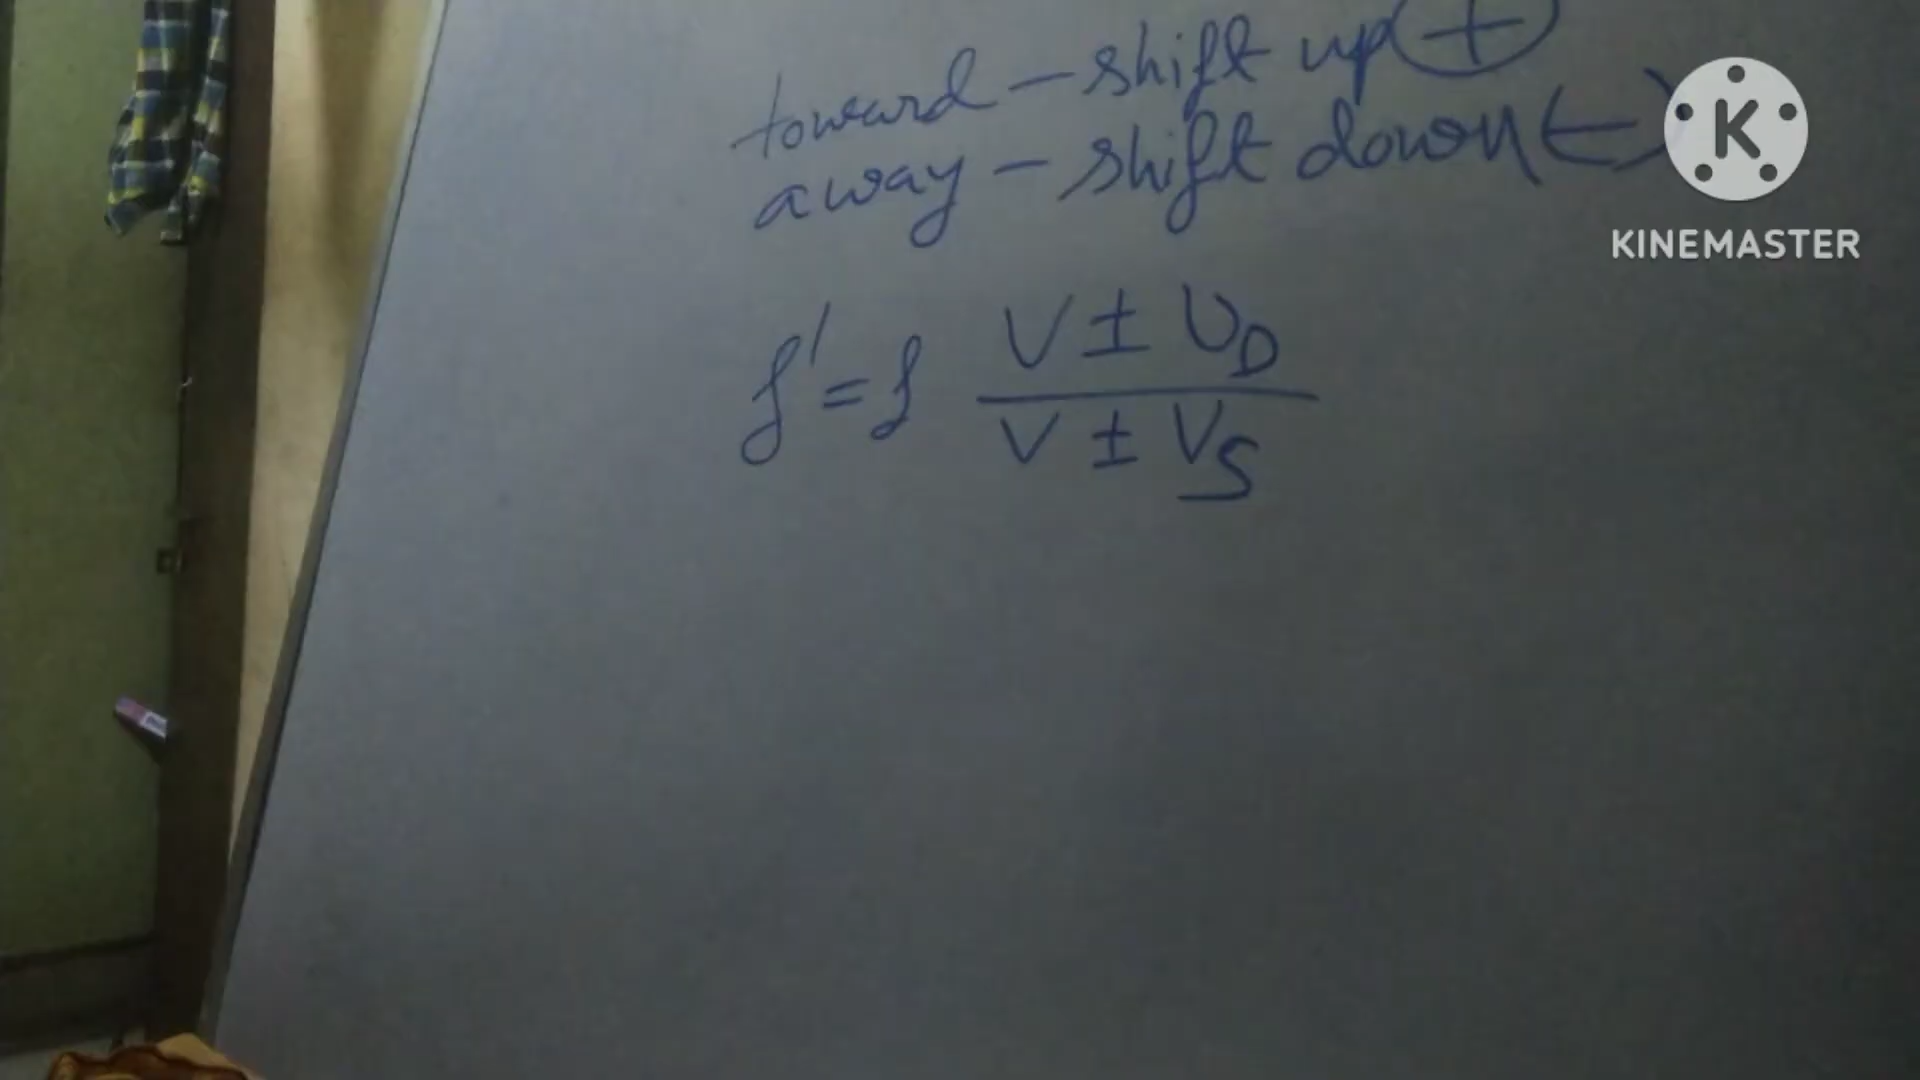 toward - shift up (+)
away - shift down (-)
K
KINEMASTER
f' = f (V ± V_D) / (V ± V_S)